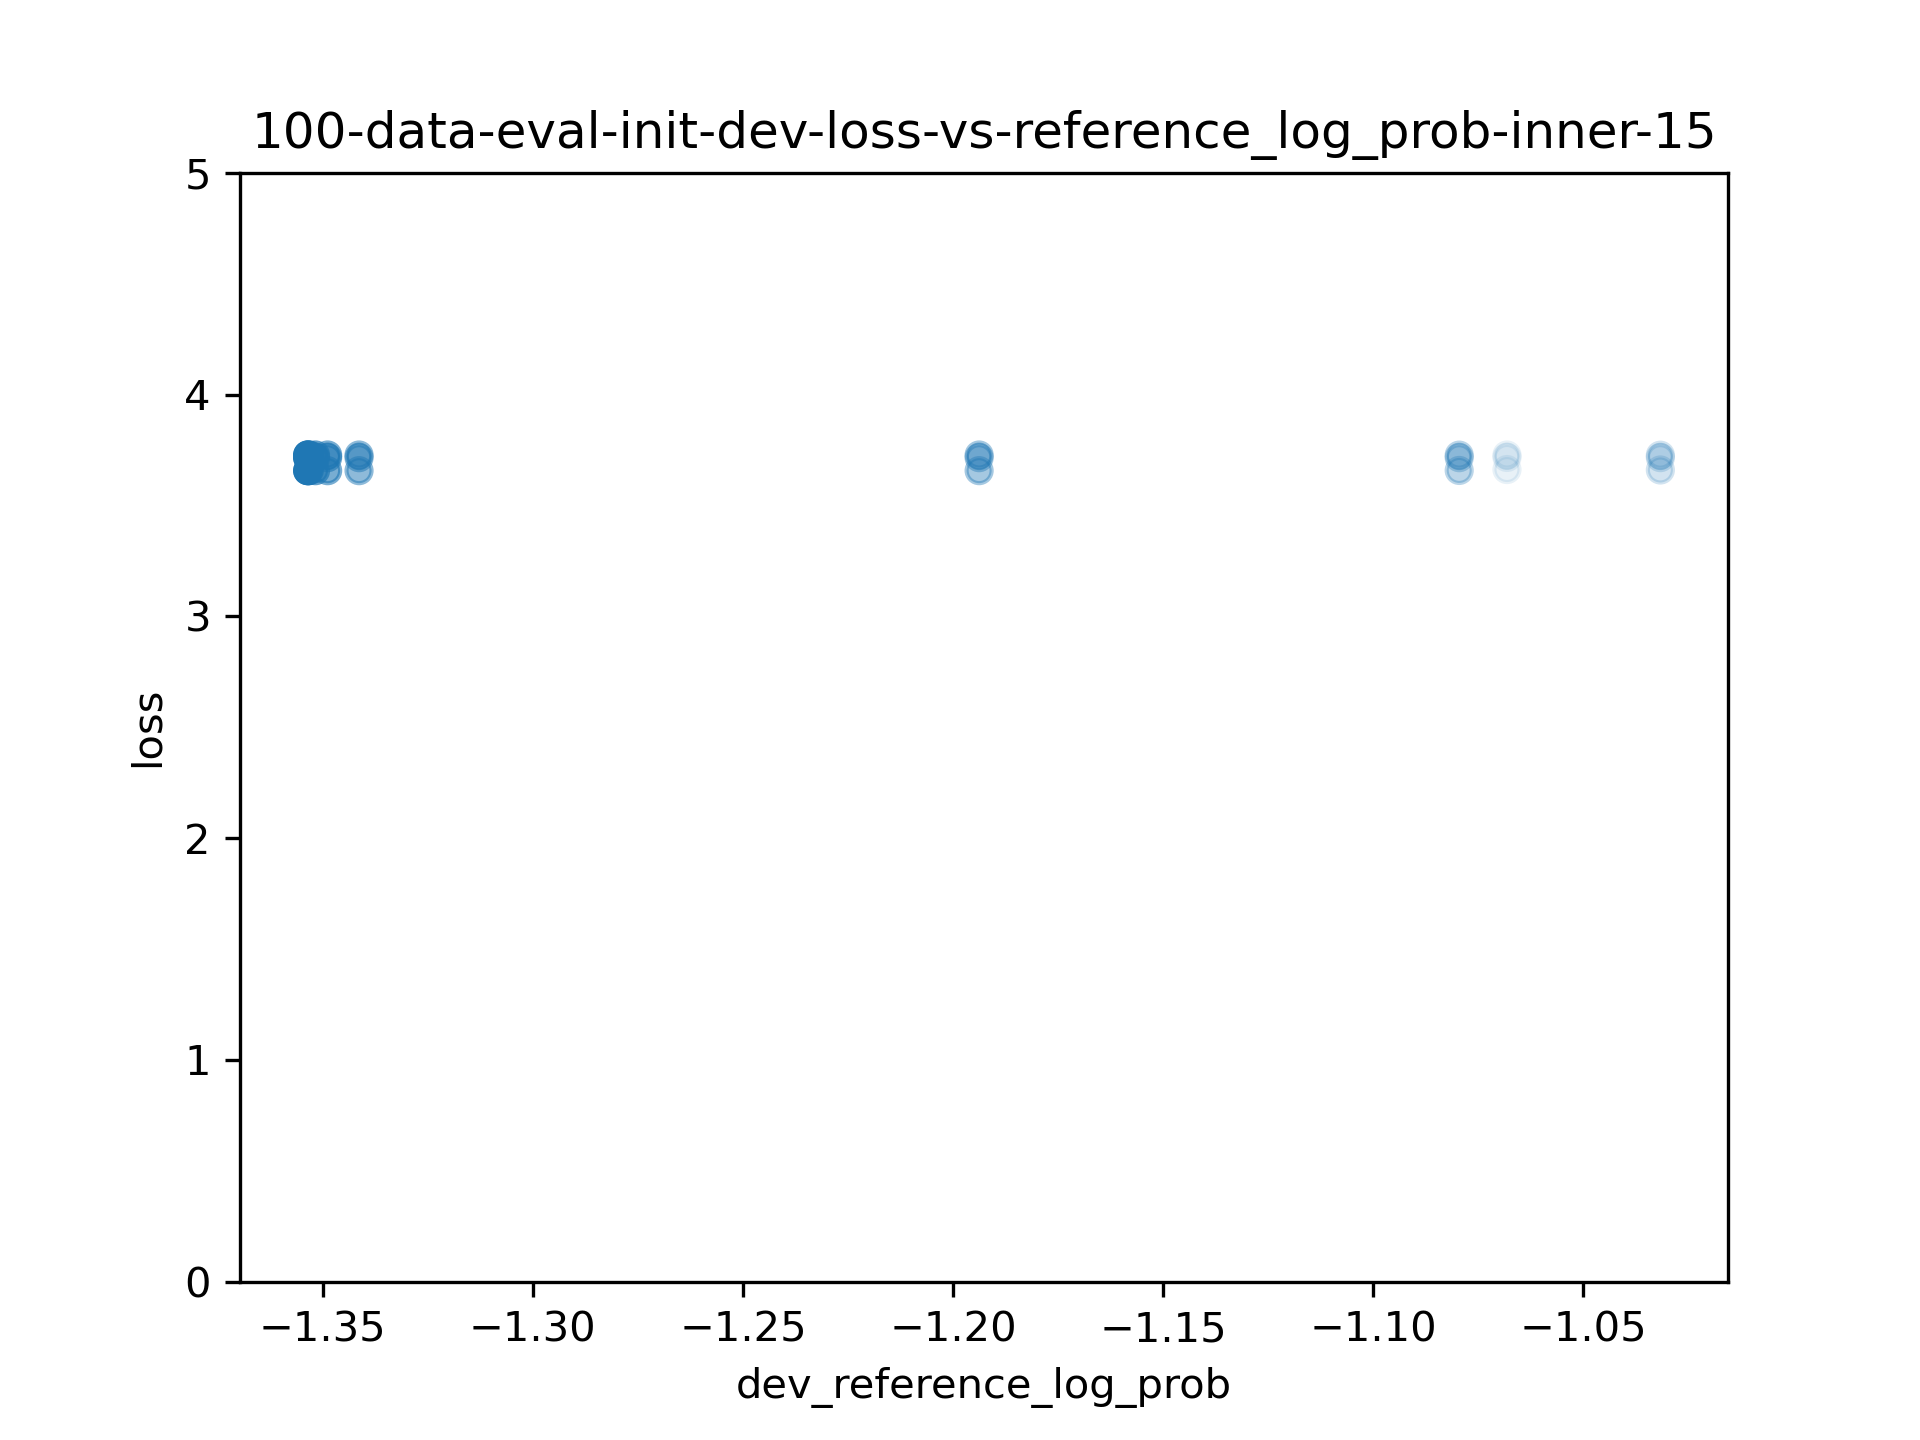 100-data-eval-init-dev-loss-vs-reference_log_prob-inner-15
5
4
3
2
1
0
loss
−1.35 −1.30 −1.25 −1.20 −1.15 −1.10 −1.05
dev_reference_log_prob